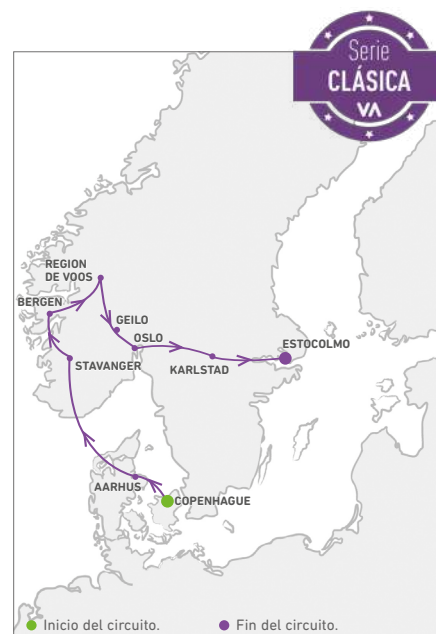 Serie
CLÁSICA
VA
REGION
DE VOOS
BERGEN
GEILO
OSLO
ESTOCOLMO
KARLSTAD
STAVANGER
AARHUS
COPENHAGUE
Inicio del circuito.
Fin del circuito.